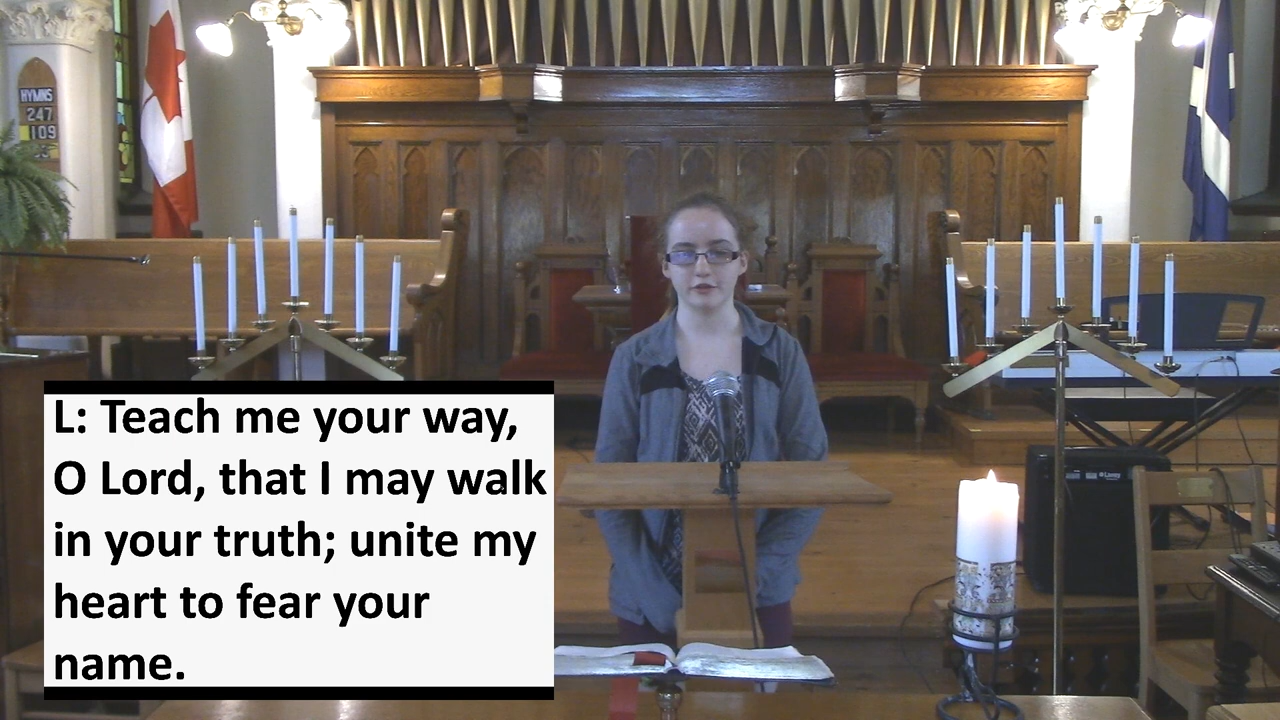 HYMNS
247
109
L: Teach me your way,
O Lord, that I may walk
in your truth; unite my
heart to fear your
name.